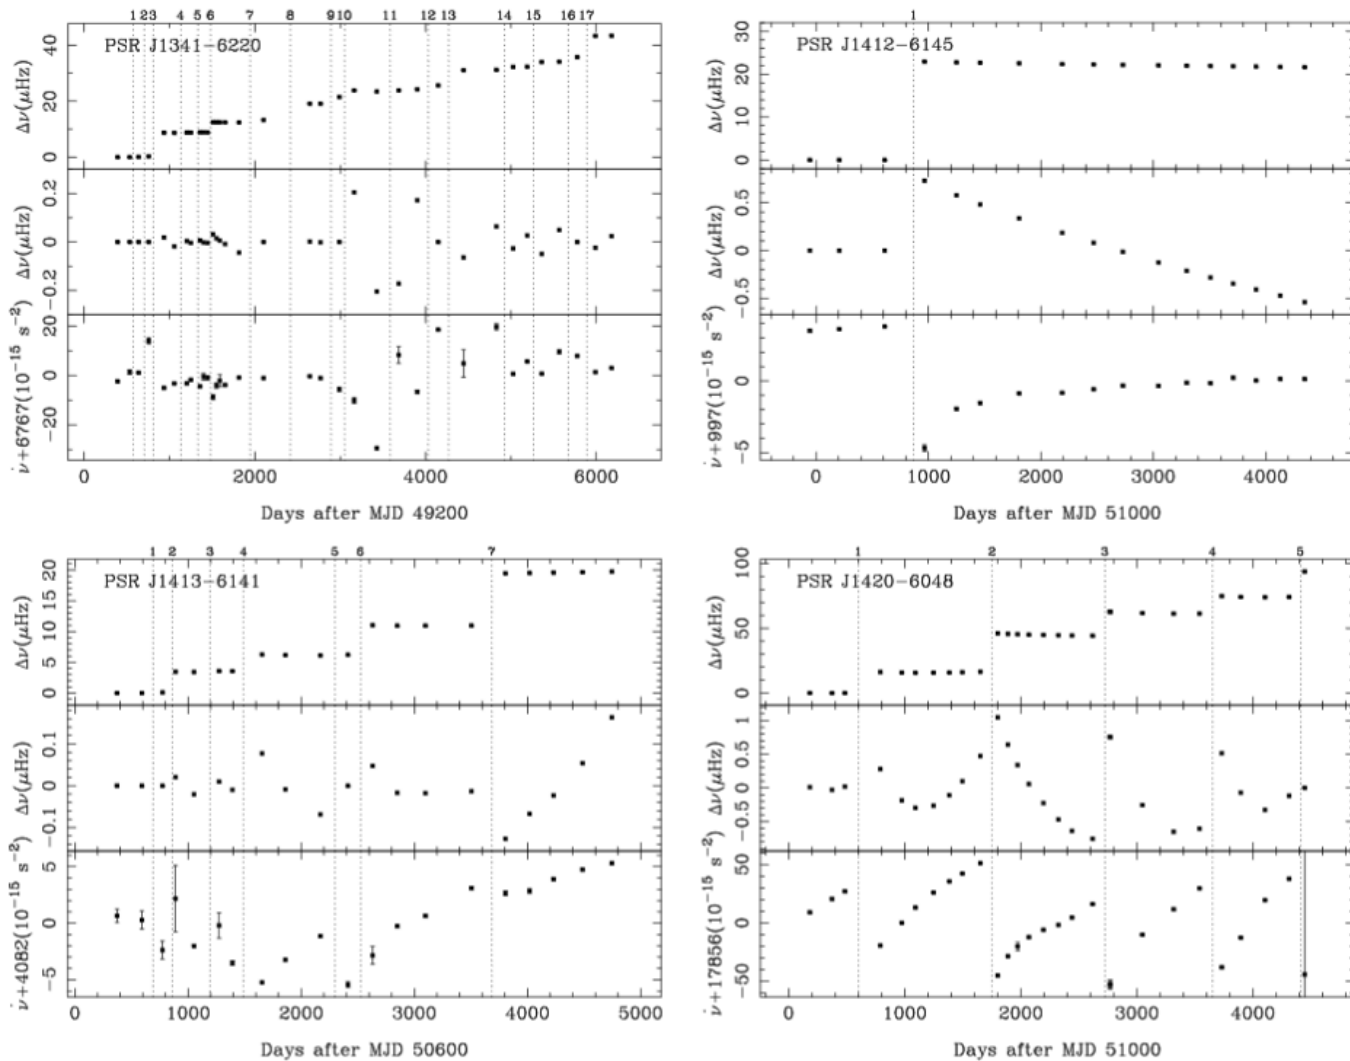 1 2 3 4 5 6 7 8 9 10 11 12 13 14 15 16 17
PSR J1341−6220
Δν(μHz)
0 20 40
Δν(μHz)
−0.2 0 0.2
ν̇+6767(10⁻¹⁵ s⁻²)
−20 0 20
0 2000 4000 6000
Days after MJD 49200
1
PSR J1412−6145
Δν(μHz)
0 10 20 30
Δν(μHz)
−0.5 0 0.5
ν̇+997(10⁻¹⁵ s⁻²)
−5 0
0 1000 2000 3000 4000
Days after MJD 51000
1 2 3 4 5 6 7
PSR J1413−6141
Δν(μHz)
0 5 10 15 20
Δν(μHz)
−0.1 0 0.1
ν̇+4082(10⁻¹⁵ s⁻²)
−5 0 5
0 1000 2000 3000 4000 5000
Days after MJD 50600
1 2 3 4 5
PSR J1420−6048
Δν(μHz)
0 50 100
Δν(μHz)
−0.5 0 0.5 1
ν̇+17856(10⁻¹⁵ s⁻²)
−50 0 50
0 1000 2000 3000 4000
Days after MJD 51000